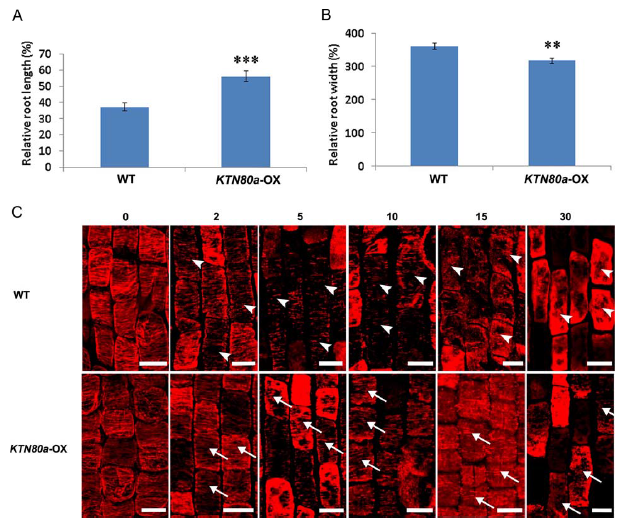 A
Relative root length (%)
70
60
50
40
30
20
10
0
***
WT
KTN80a-OX
B
Relative root width (%)
400
300
200
100
0
**
WT
KTN80a-OX
C
0 2 5 10 15 30
WT
KTN80a-OX